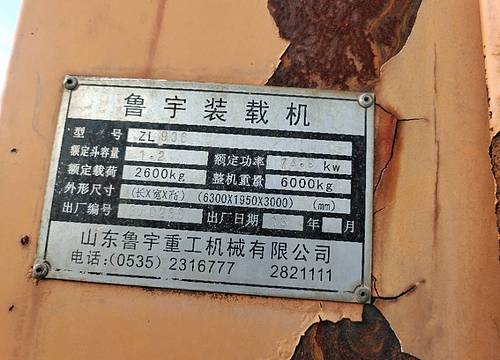 鲁宇装载机
型 号 ZL936
额定斗容量 1.2 额定功率 kw
额定载荷 2600kg 整机重量 6000kg
外形尺寸 (长X宽X高) (6300X1950X3000) (mm)
出厂编号 出厂日期 年 月
山东鲁宇重工机械有限公司
电话:(0535) 2316777 2821111